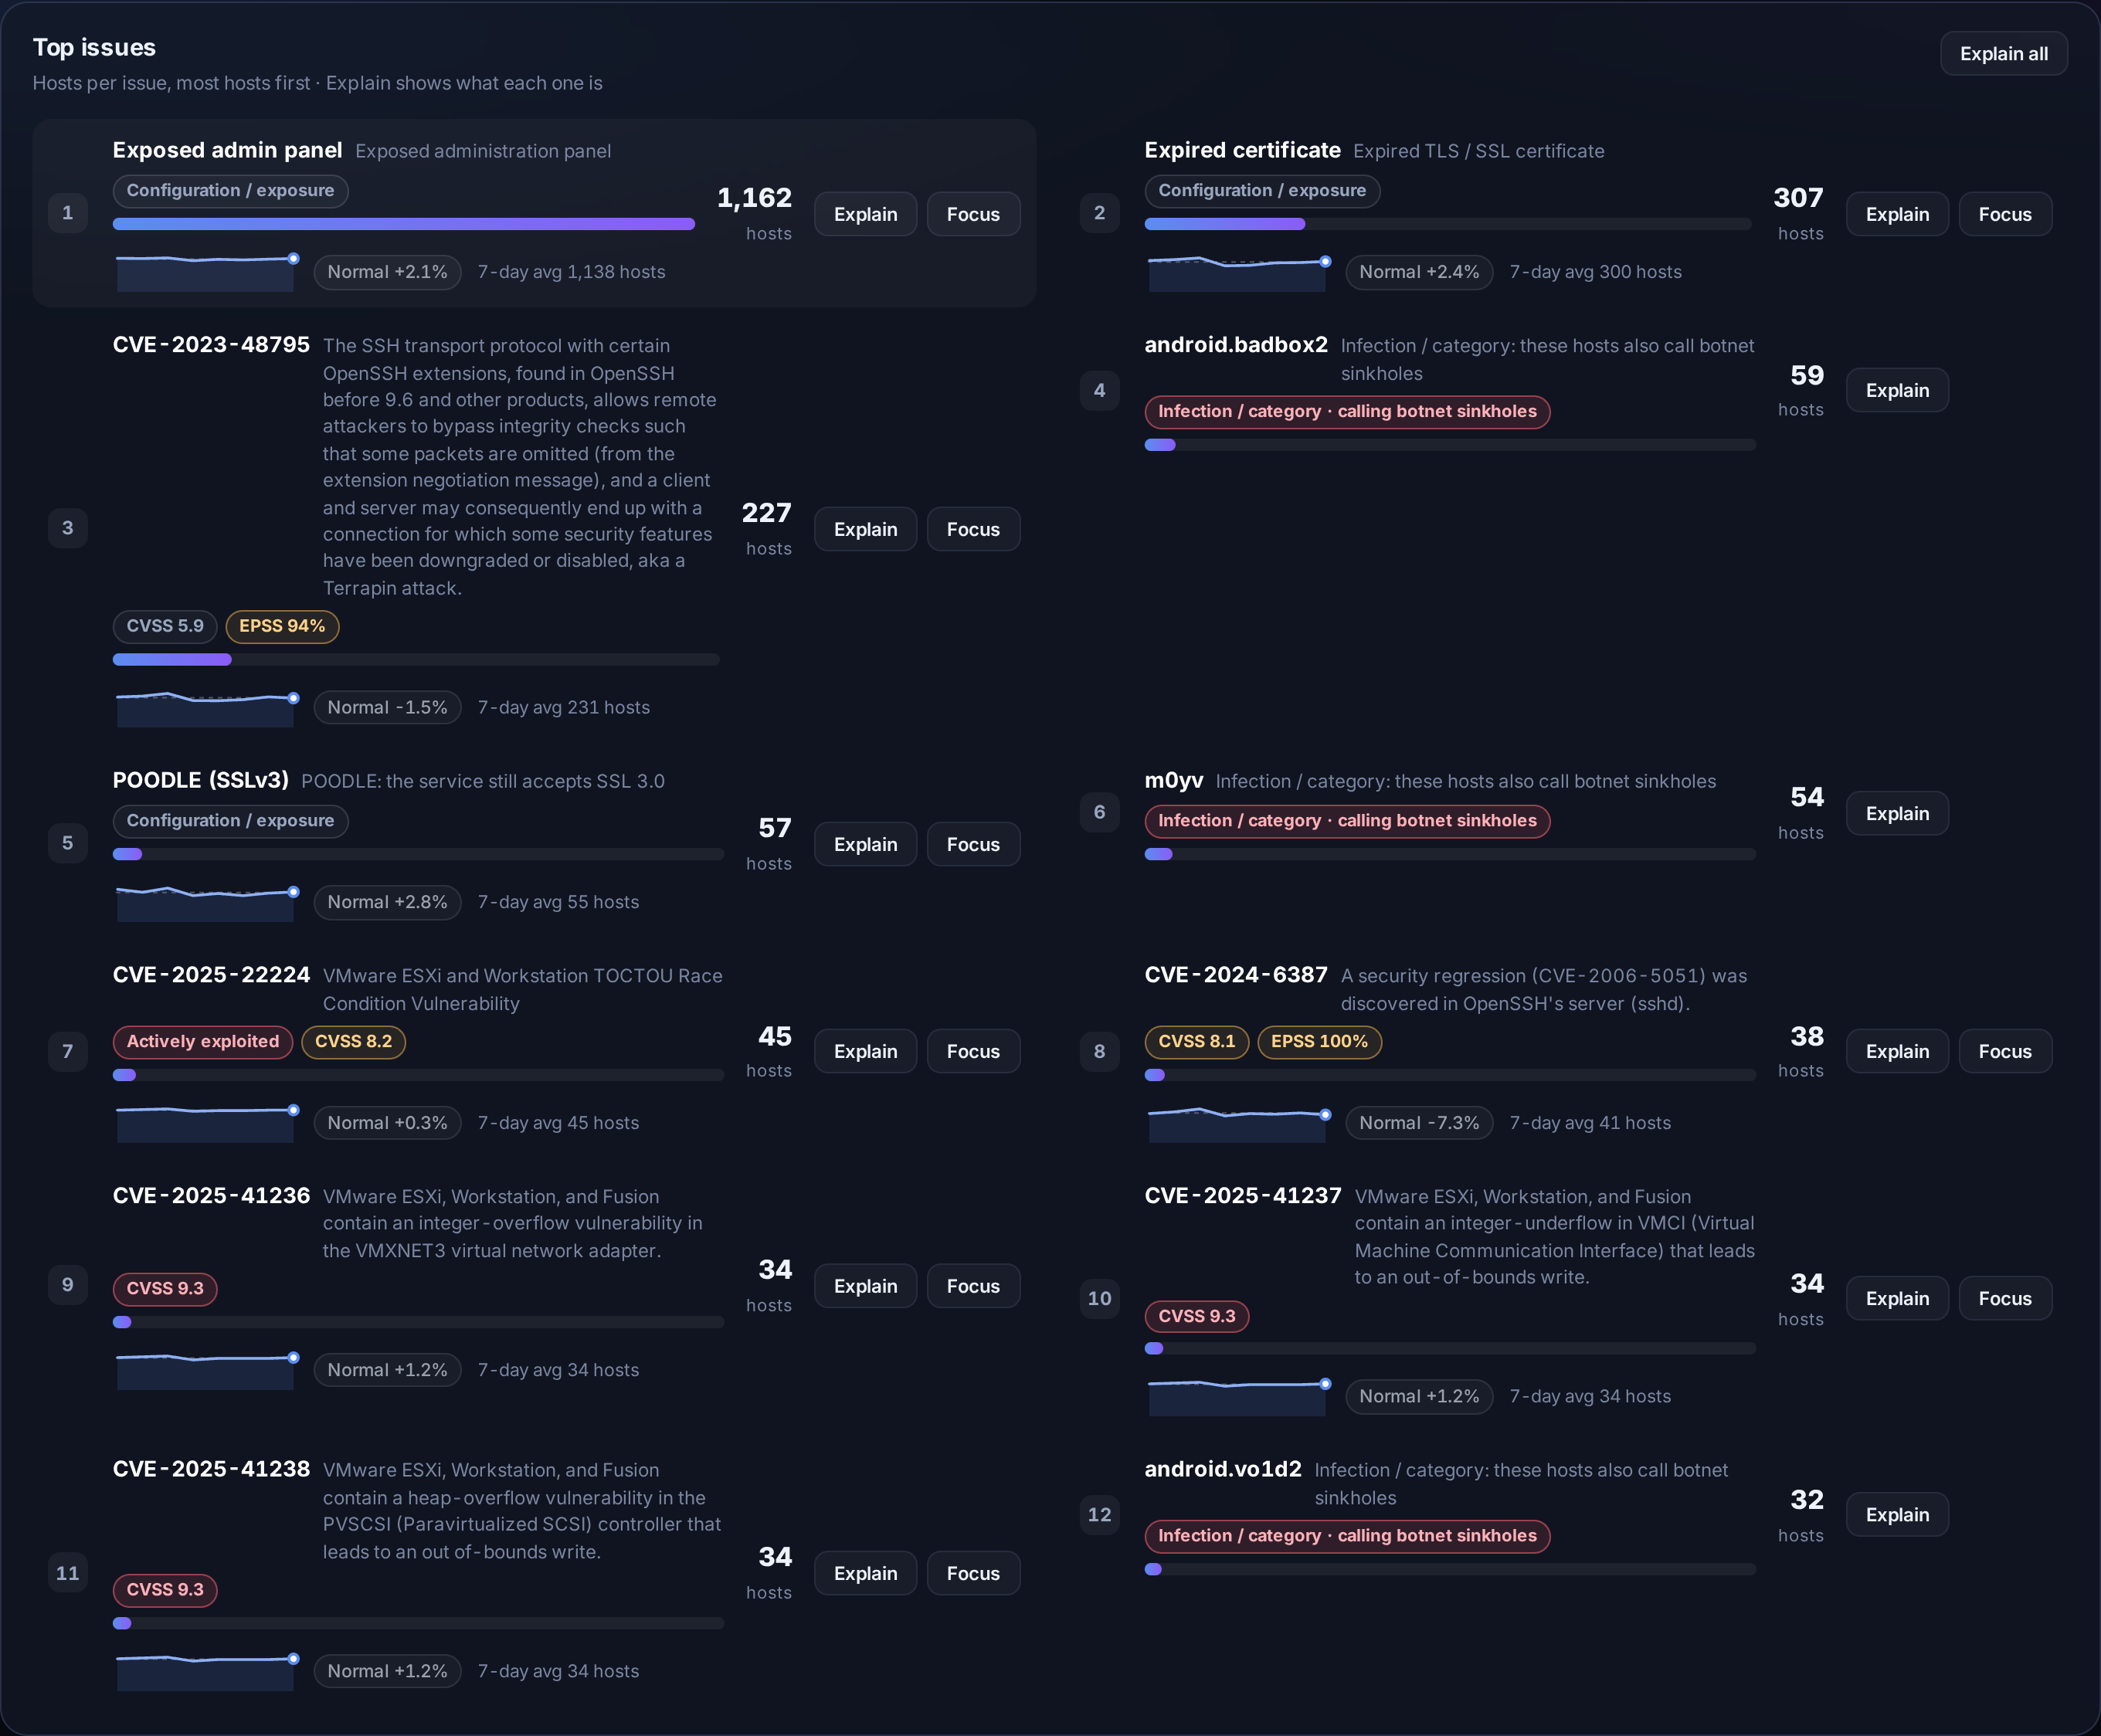 Top issues
Explain all
Hosts per issue, most hosts first · Explain shows what each one is
1
Exposed admin panel Exposed administration panel
Configuration / exposure
1,162
hosts
Explain
Focus
Normal +2.1%
7-day avg 1,138 hosts
2
Expired certificate Expired TLS / SSL certificate
Configuration / exposure
307
hosts
Explain
Focus
Normal +2.4%
7-day avg 300 hosts
3
CVE-2023-48795 The SSH transport protocol with certain
OpenSSH extensions, found in OpenSSH
before 9.6 and other products, allows remote
attackers to bypass integrity checks such
that some packets are omitted (from the
extension negotiation message), and a client
and server may consequently end up with a
connection for which some security features
have been downgraded or disabled, aka a
Terrapin attack.
227
hosts
Explain
Focus
CVSS 5.9
EPSS 94%
Normal -1.5%
7-day avg 231 hosts
4
android.badbox2 Infection / category: these hosts also call botnet
sinkholes
Infection / category · calling botnet sinkholes
59
hosts
Explain
5
POODLE (SSLv3) POODLE: the service still accepts SSL 3.0
Configuration / exposure
57
hosts
Explain
Focus
Normal +2.8%
7-day avg 55 hosts
6
m0yv Infection / category: these hosts also call botnet sinkholes
Infection / category · calling botnet sinkholes
54
hosts
Explain
7
CVE-2025-22224 VMware ESXi and Workstation TOCTOU Race
Condition Vulnerability
Actively exploited
CVSS 8.2
45
hosts
Explain
Focus
Normal +0.3%
7-day avg 45 hosts
8
CVE-2024-6387 A security regression (CVE-2006-5051) was
discovered in OpenSSH's server (sshd).
CVSS 8.1
EPSS 100%
38
hosts
Explain
Focus
Normal -7.3%
7-day avg 41 hosts
9
CVE-2025-41236 VMware ESXi, Workstation, and Fusion
contain an integer-overflow vulnerability in
the VMXNET3 virtual network adapter.
CVSS 9.3
34
hosts
Explain
Focus
Normal +1.2%
7-day avg 34 hosts
10
CVE-2025-41237 VMware ESXi, Workstation, and Fusion
contain an integer-underflow in VMCI (Virtual
Machine Communication Interface) that leads
to an out-of-bounds write.
CVSS 9.3
34
hosts
Explain
Focus
Normal +1.2%
7-day avg 34 hosts
11
CVE-2025-41238 VMware ESXi, Workstation, and Fusion
contain a heap-overflow vulnerability in the
PVSCSI (Paravirtualized SCSI) controller that
leads to an out of-bounds write.
CVSS 9.3
34
hosts
Explain
Focus
Normal +1.2%
7-day avg 34 hosts
12
android.vo1d2 Infection / category: these hosts also call botnet
sinkholes
Infection / category · calling botnet sinkholes
32
hosts
Explain